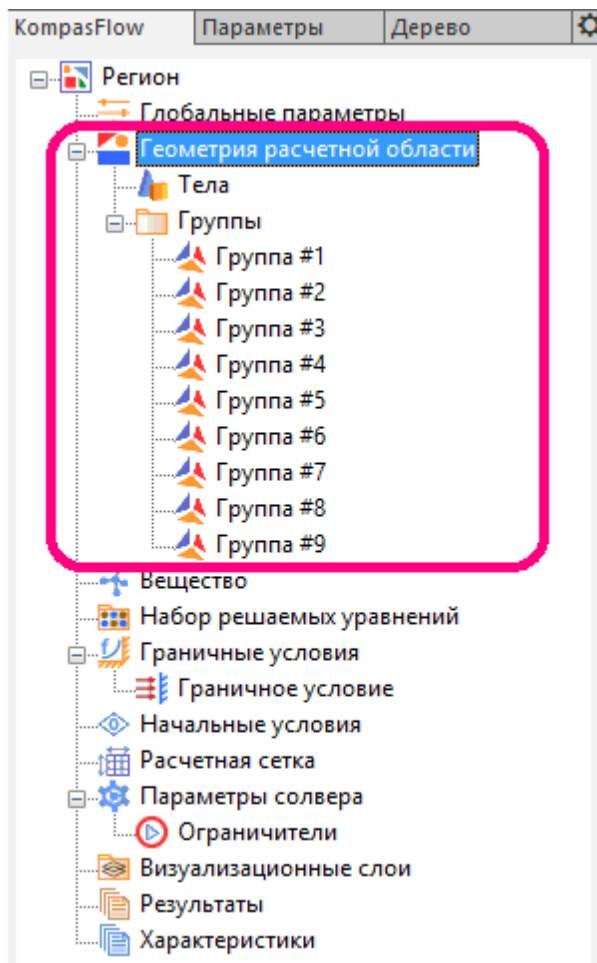 KompasFlow Параметры Дерево
Регион
Глобальные параметры
Геометрия расчетной области
Тела
Группы
Группа #1
Группа #2
Группа #3
Группа #4
Группа #5
Группа #6
Группа #7
Группа #8
Группа #9
Вещество
Набор решаемых уравнений
Граничные условия
Граничное условие
Начальные условия
Расчетная сетка
Параметры солвера
Ограничители
Визуализационные слои
Результаты
Характеристики